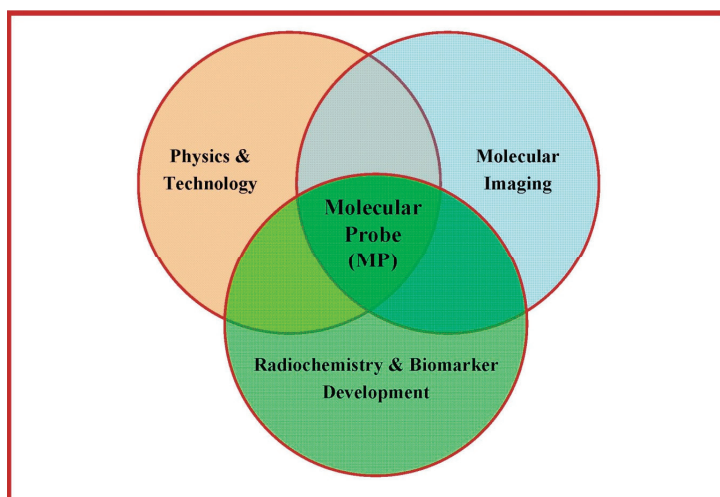 Physics &
Technology
Molecular
Imaging
Molecular
Probe
(MP)
Radiochemistry & Biomarker
Development